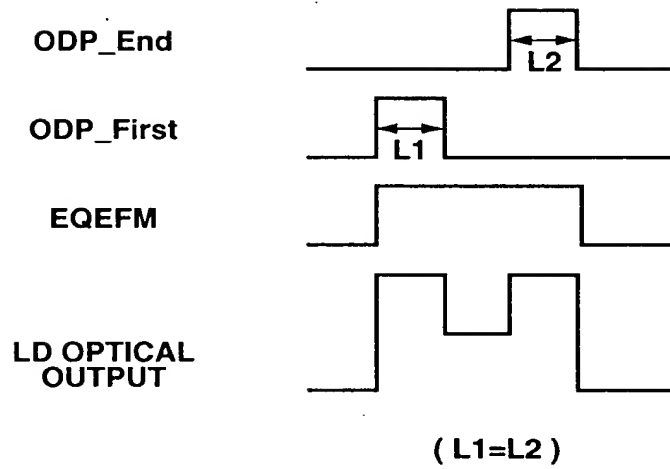 ODP_End
L2
ODP_First
L1
EQEFM
LD OPTICAL
OUTPUT
( L1=L2 )